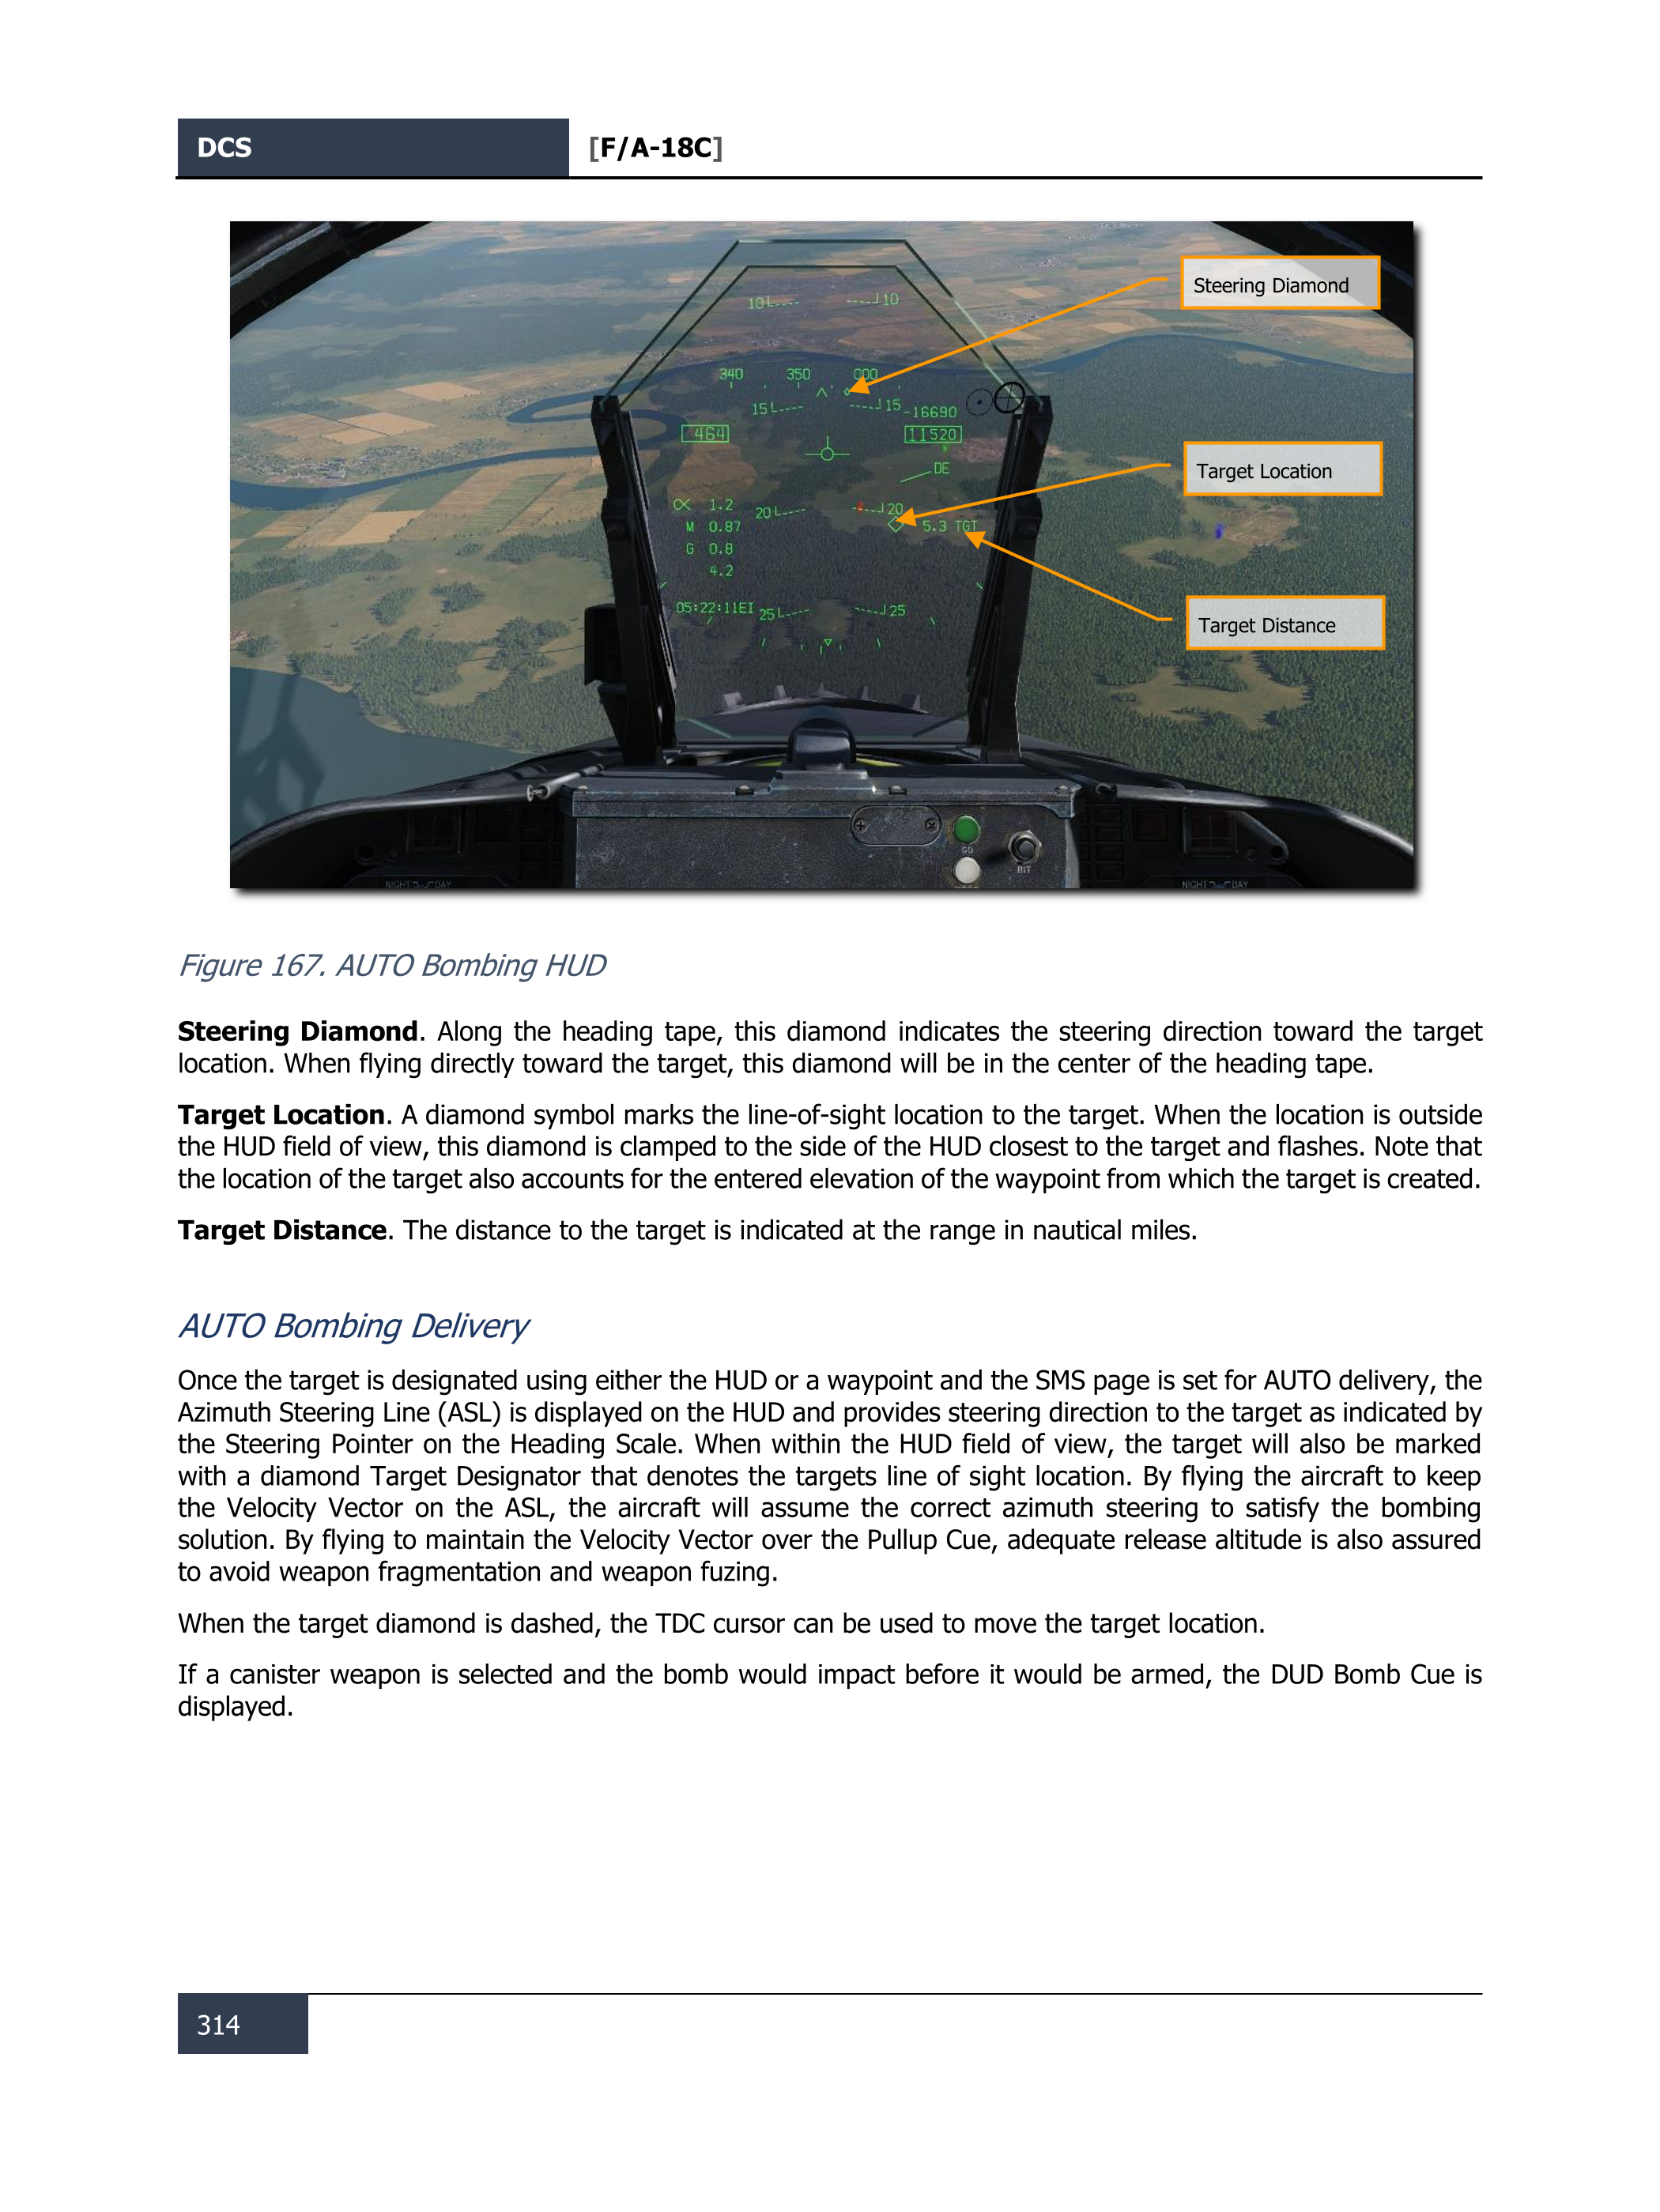 DCS [F/A-18C]
Steering Diamond
10 10
340 350 000
15 15 -16690
464 11520
DE
Target Location
α 1.2 20 20
M 0.87 5.3 TGT
G 0.8
4.2
05:22:11EI 25 25
Target Distance
GO
BIT
NIGHT DAY NIGHT DAY
Figure 167. AUTO Bombing HUD
Steering Diamond. Along the heading tape, this diamond indicates the steering direction toward the target
location. When flying directly toward the target, this diamond will be in the center of the heading tape.
Target Location. A diamond symbol marks the line-of-sight location to the target. When the location is outside
the HUD field of view, this diamond is clamped to the side of the HUD closest to the target and flashes. Note that
the location of the target also accounts for the entered elevation of the waypoint from which the target is created.
Target Distance. The distance to the target is indicated at the range in nautical miles.
AUTO Bombing Delivery
Once the target is designated using either the HUD or a waypoint and the SMS page is set for AUTO delivery, the
Azimuth Steering Line (ASL) is displayed on the HUD and provides steering direction to the target as indicated by
the Steering Pointer on the Heading Scale. When within the HUD field of view, the target will also be marked
with a diamond Target Designator that denotes the targets line of sight location. By flying the aircraft to keep
the Velocity Vector on the ASL, the aircraft will assume the correct azimuth steering to satisfy the bombing
solution. By flying to maintain the Velocity Vector over the Pullup Cue, adequate release altitude is also assured
to avoid weapon fragmentation and weapon fuzing.
When the target diamond is dashed, the TDC cursor can be used to move the target location.
If a canister weapon is selected and the bomb would impact before it would be armed, the DUD Bomb Cue is
displayed.
314